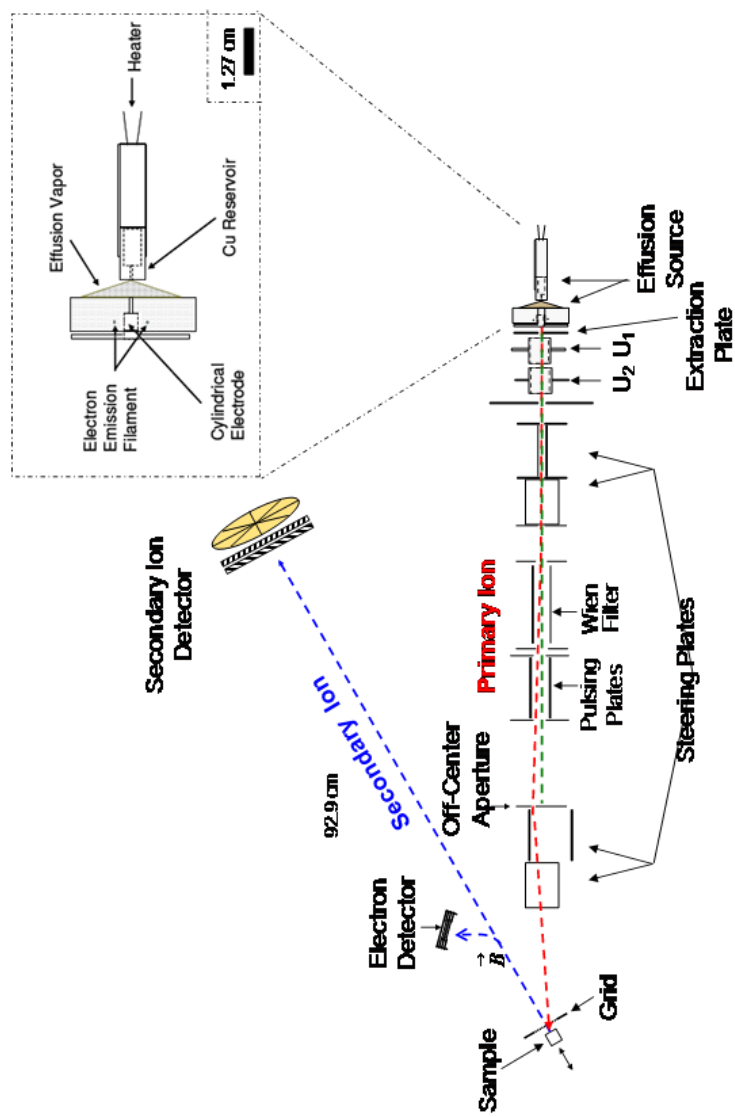 Heater
1.27 cm
Effusion Vapor
Cu Reservoir
Electron
Emission
Filament
Cylindrical
Electrode
Secondary Ion
Detector
Secondary Ion
92.9 cm
Electron
Detector
B
Sample
Grid
Off-Center
Aperture
Primary Ion
Pulsing
Plates
Wien
Filter
Steering Plates
U2 U1
Extraction
Plate
Effusion
Source